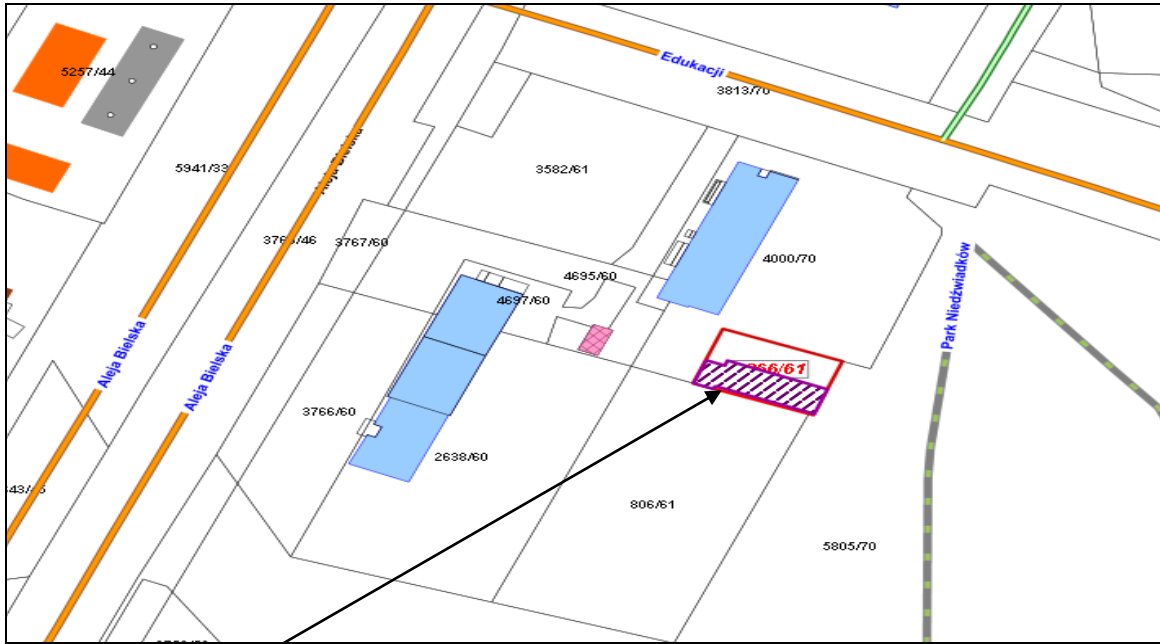 Edukacji
5257/44
3813/70
Aleja Bielska
5941/33
3582/61
3767/60
4695/60
4000/70
4697/60
Park Niedźwiadków
Aleja Bielska
Aleja Bielska
3766/60
2638/60
806/61
5805/70